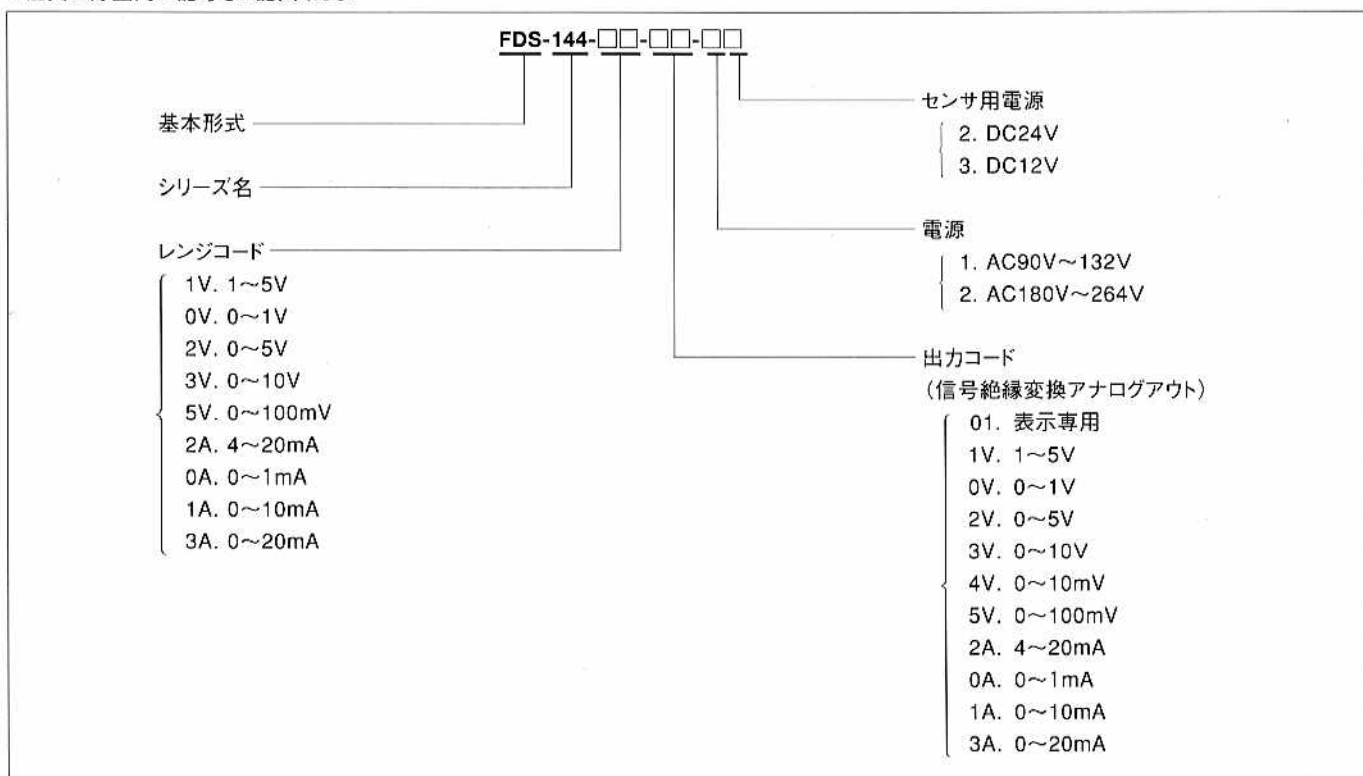 FDS-144-□□-□□-□□
基本形式
シリーズ名
レンジコード
1V. 1～5V
0V. 0～1V
2V. 0～5V
3V. 0～10V
5V. 0～100mV
2A. 4～20mA
0A. 0～1mA
1A. 0～10mA
3A. 0～20mA
センサ用電源
2. DC24V
3. DC12V
電源
1. AC90V～132V
2. AC180V～264V
出力コード
（信号絶縁変換アナログアウト）
01. 表示専用
1V. 1～5V
0V. 0～1V
2V. 0～5V
3V. 0～10V
4V. 0～10mV
5V. 0～100mV
2A. 4～20mA
0A. 0～1mA
1A. 0～10mA
3A. 0～20mA